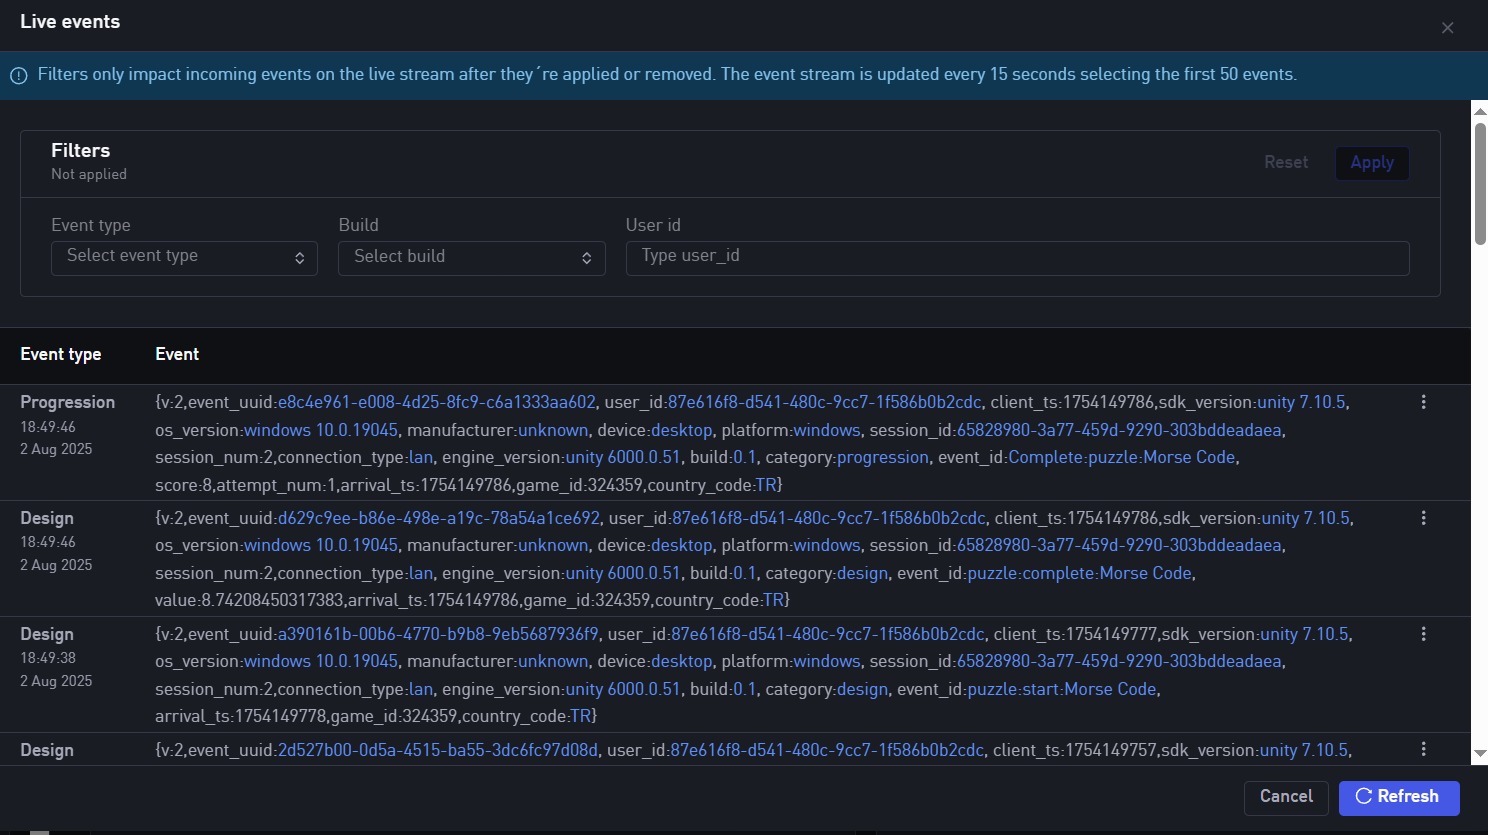 Live events
Filters only impact incoming events on the live stream after they´re applied or removed. The event stream is updated every 15 seconds selecting the first 50 events.
Filters
Not applied
Reset
Apply
Event type
Build
User id
Select event type
Select build
Type user_id
Event type
Event
Progression
18:49:46
2 Aug 2025
{v:2,event_uuid:e8c4e961-e008-4d25-8fc9-c6a1333aa602, user_id:87e616f8-d541-480c-9cc7-1f586b0b2cdc, client_ts:1754149786,sdk_version:unity 7.10.5,
os_version:windows 10.0.19045, manufacturer:unknown, device:desktop, platform:windows, session_id:65828980-3a77-459d-9290-303bddeadaea,
session_num:2,connection_type:lan, engine_version:unity 6000.0.51, build:0.1, category:progression, event_id:Complete:puzzle:Morse Code,
score:8,attempt_num:1,arrival_ts:1754149786,game_id:324359,country_code:TR}
Design
18:49:46
2 Aug 2025
{v:2,event_uuid:d629c9ee-b86e-498e-a19c-78a54a1ce692, user_id:87e616f8-d541-480c-9cc7-1f586b0b2cdc, client_ts:1754149786,sdk_version:unity 7.10.5,
os_version:windows 10.0.19045, manufacturer:unknown, device:desktop, platform:windows, session_id:65828980-3a77-459d-9290-303bddeadaea,
session_num:2,connection_type:lan, engine_version:unity 6000.0.51, build:0.1, category:design, event_id:puzzle:complete:Morse Code,
value:8.74208450317383,arrival_ts:1754149786,game_id:324359,country_code:TR}
Design
18:49:38
2 Aug 2025
{v:2,event_uuid:a390161b-00b6-4770-b9b8-9eb5687936f9, user_id:87e616f8-d541-480c-9cc7-1f586b0b2cdc, client_ts:1754149777,sdk_version:unity 7.10.5,
os_version:windows 10.0.19045, manufacturer:unknown, device:desktop, platform:windows, session_id:65828980-3a77-459d-9290-303bddeadaea,
session_num:2,connection_type:lan, engine_version:unity 6000.0.51, build:0.1, category:design, event_id:puzzle:start:Morse Code,
arrival_ts:1754149778,game_id:324359,country_code:TR}
Design
{v:2,event_uuid:2d527b00-0d5a-4515-ba55-3dc6fc97d08d, user_id:87e616f8-d541-480c-9cc7-1f586b0b2cdc, client_ts:1754149757,sdk_version:unity 7.10.5,
Cancel
Refresh